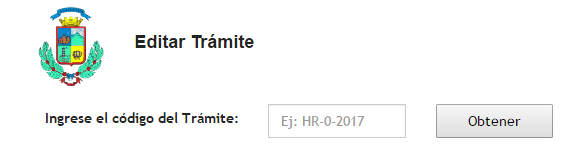 Editar Trámite
Ingrese el código del Trámite: Ej: HR-0-2017 Obtener